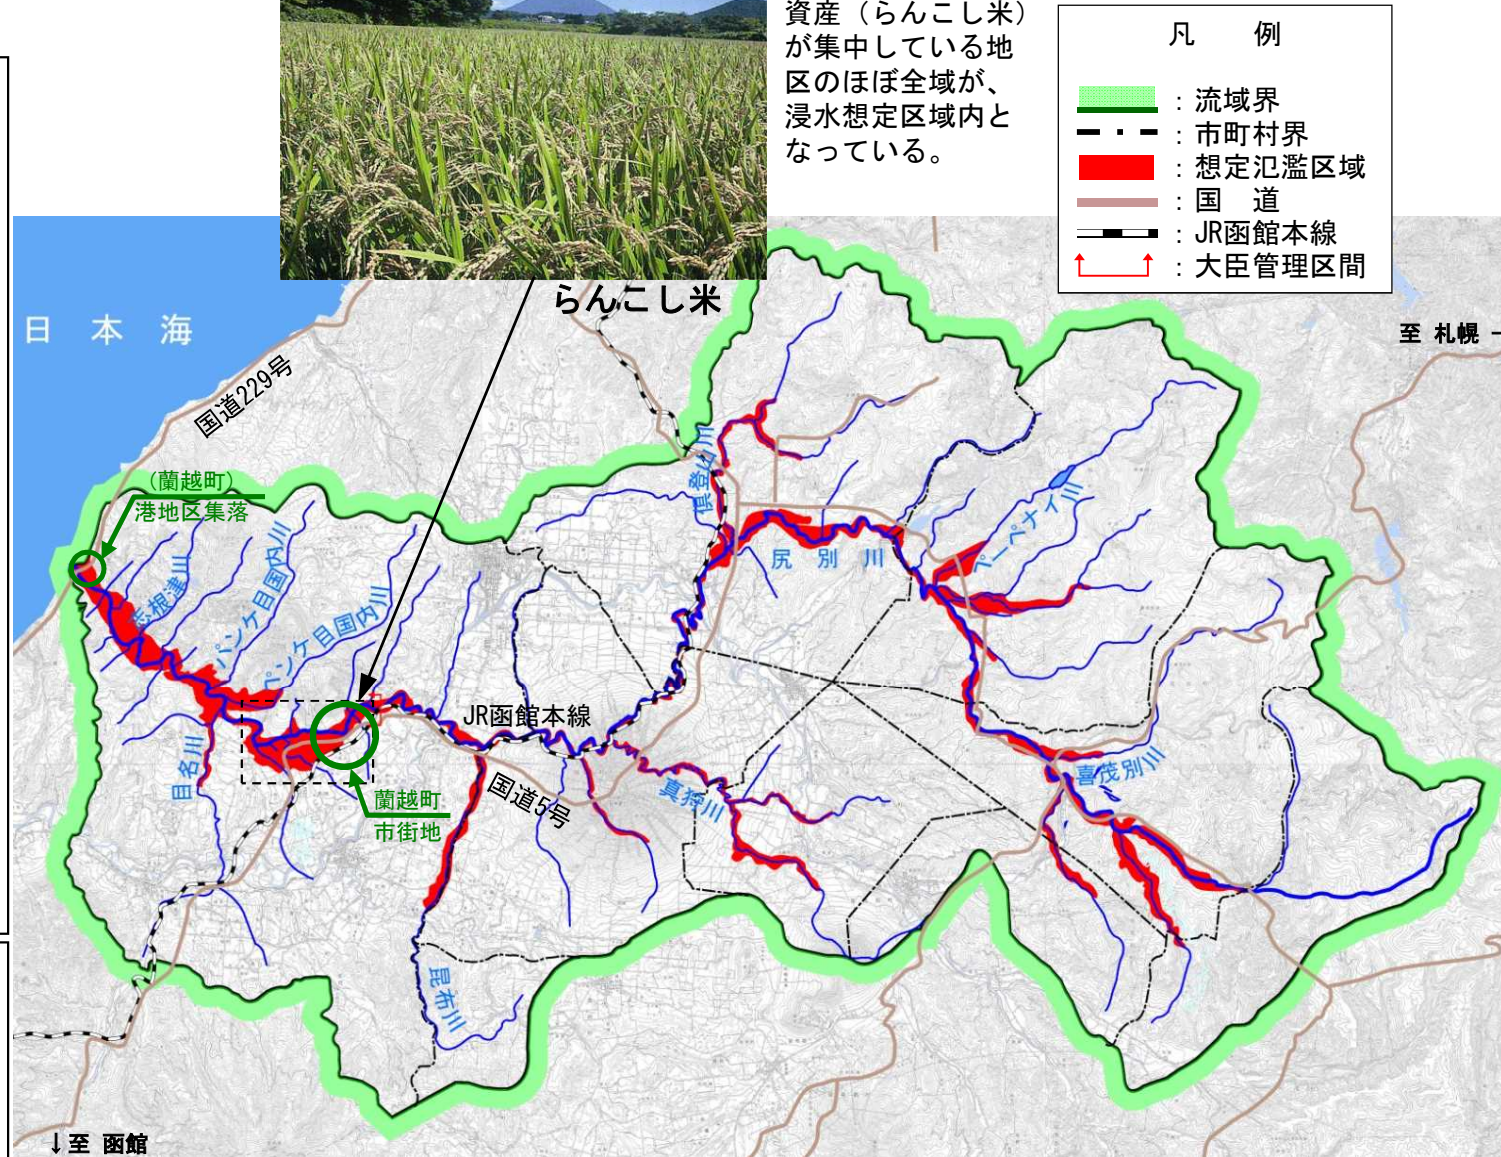 資産（らんこし米）
が集中している地
区のほぼ全域が、
浸水想定区域内と
なっている。
凡　例
：流域界
：市町村界
：想定氾濫区域
：国　道
：JR函館本線
：大臣管理区間
らんこし米
日　本　海
至 札幌
国道229号
(蘭越町)
港地区集落
倶登山川
尻　別　川
ペーペナイ川
志根津川
パンケ目国内川
ペンケ目国内川
JR函館本線
目名川
国道5号
真狩川
喜茂別川
蘭越町
市街地
昆布川
↓至 函館